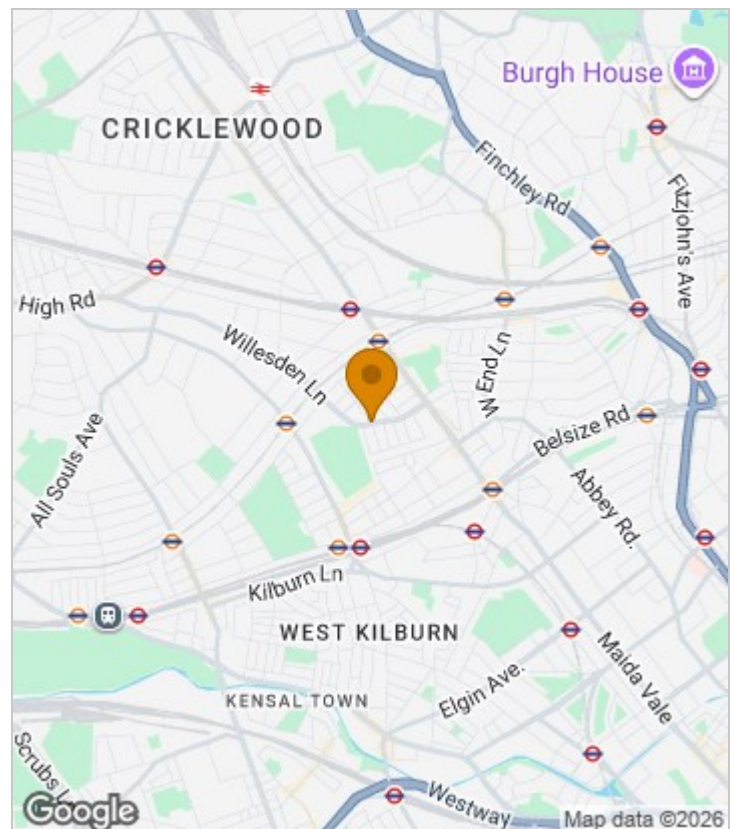 Burgh House
CRICKLEWOOD
Finchley Rd
Fitzjohn's Ave
High Rd
Willesden Ln
W End Ln
Belsize Rd
All Souls Ave
Abbey Rd.
Kilburn Ln
WEST KILBURN
Maida Vale
Elgin Ave.
KENSAL TOWN
Scrubs L
Westway
Google
Map data ©2026